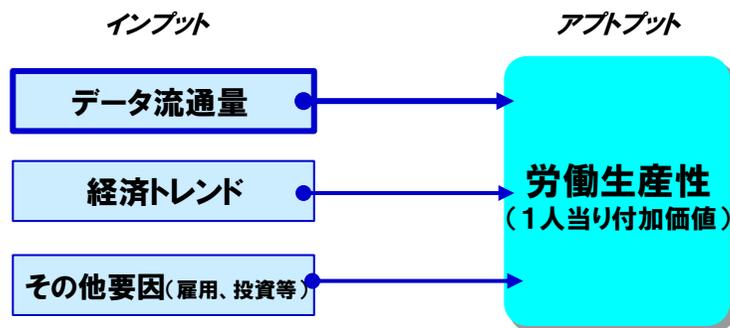 インプット
アプトプット
データ流通量
経済トレンド
その他要因(雇用、投資等)
労働生産性
(1人当り付加価値)